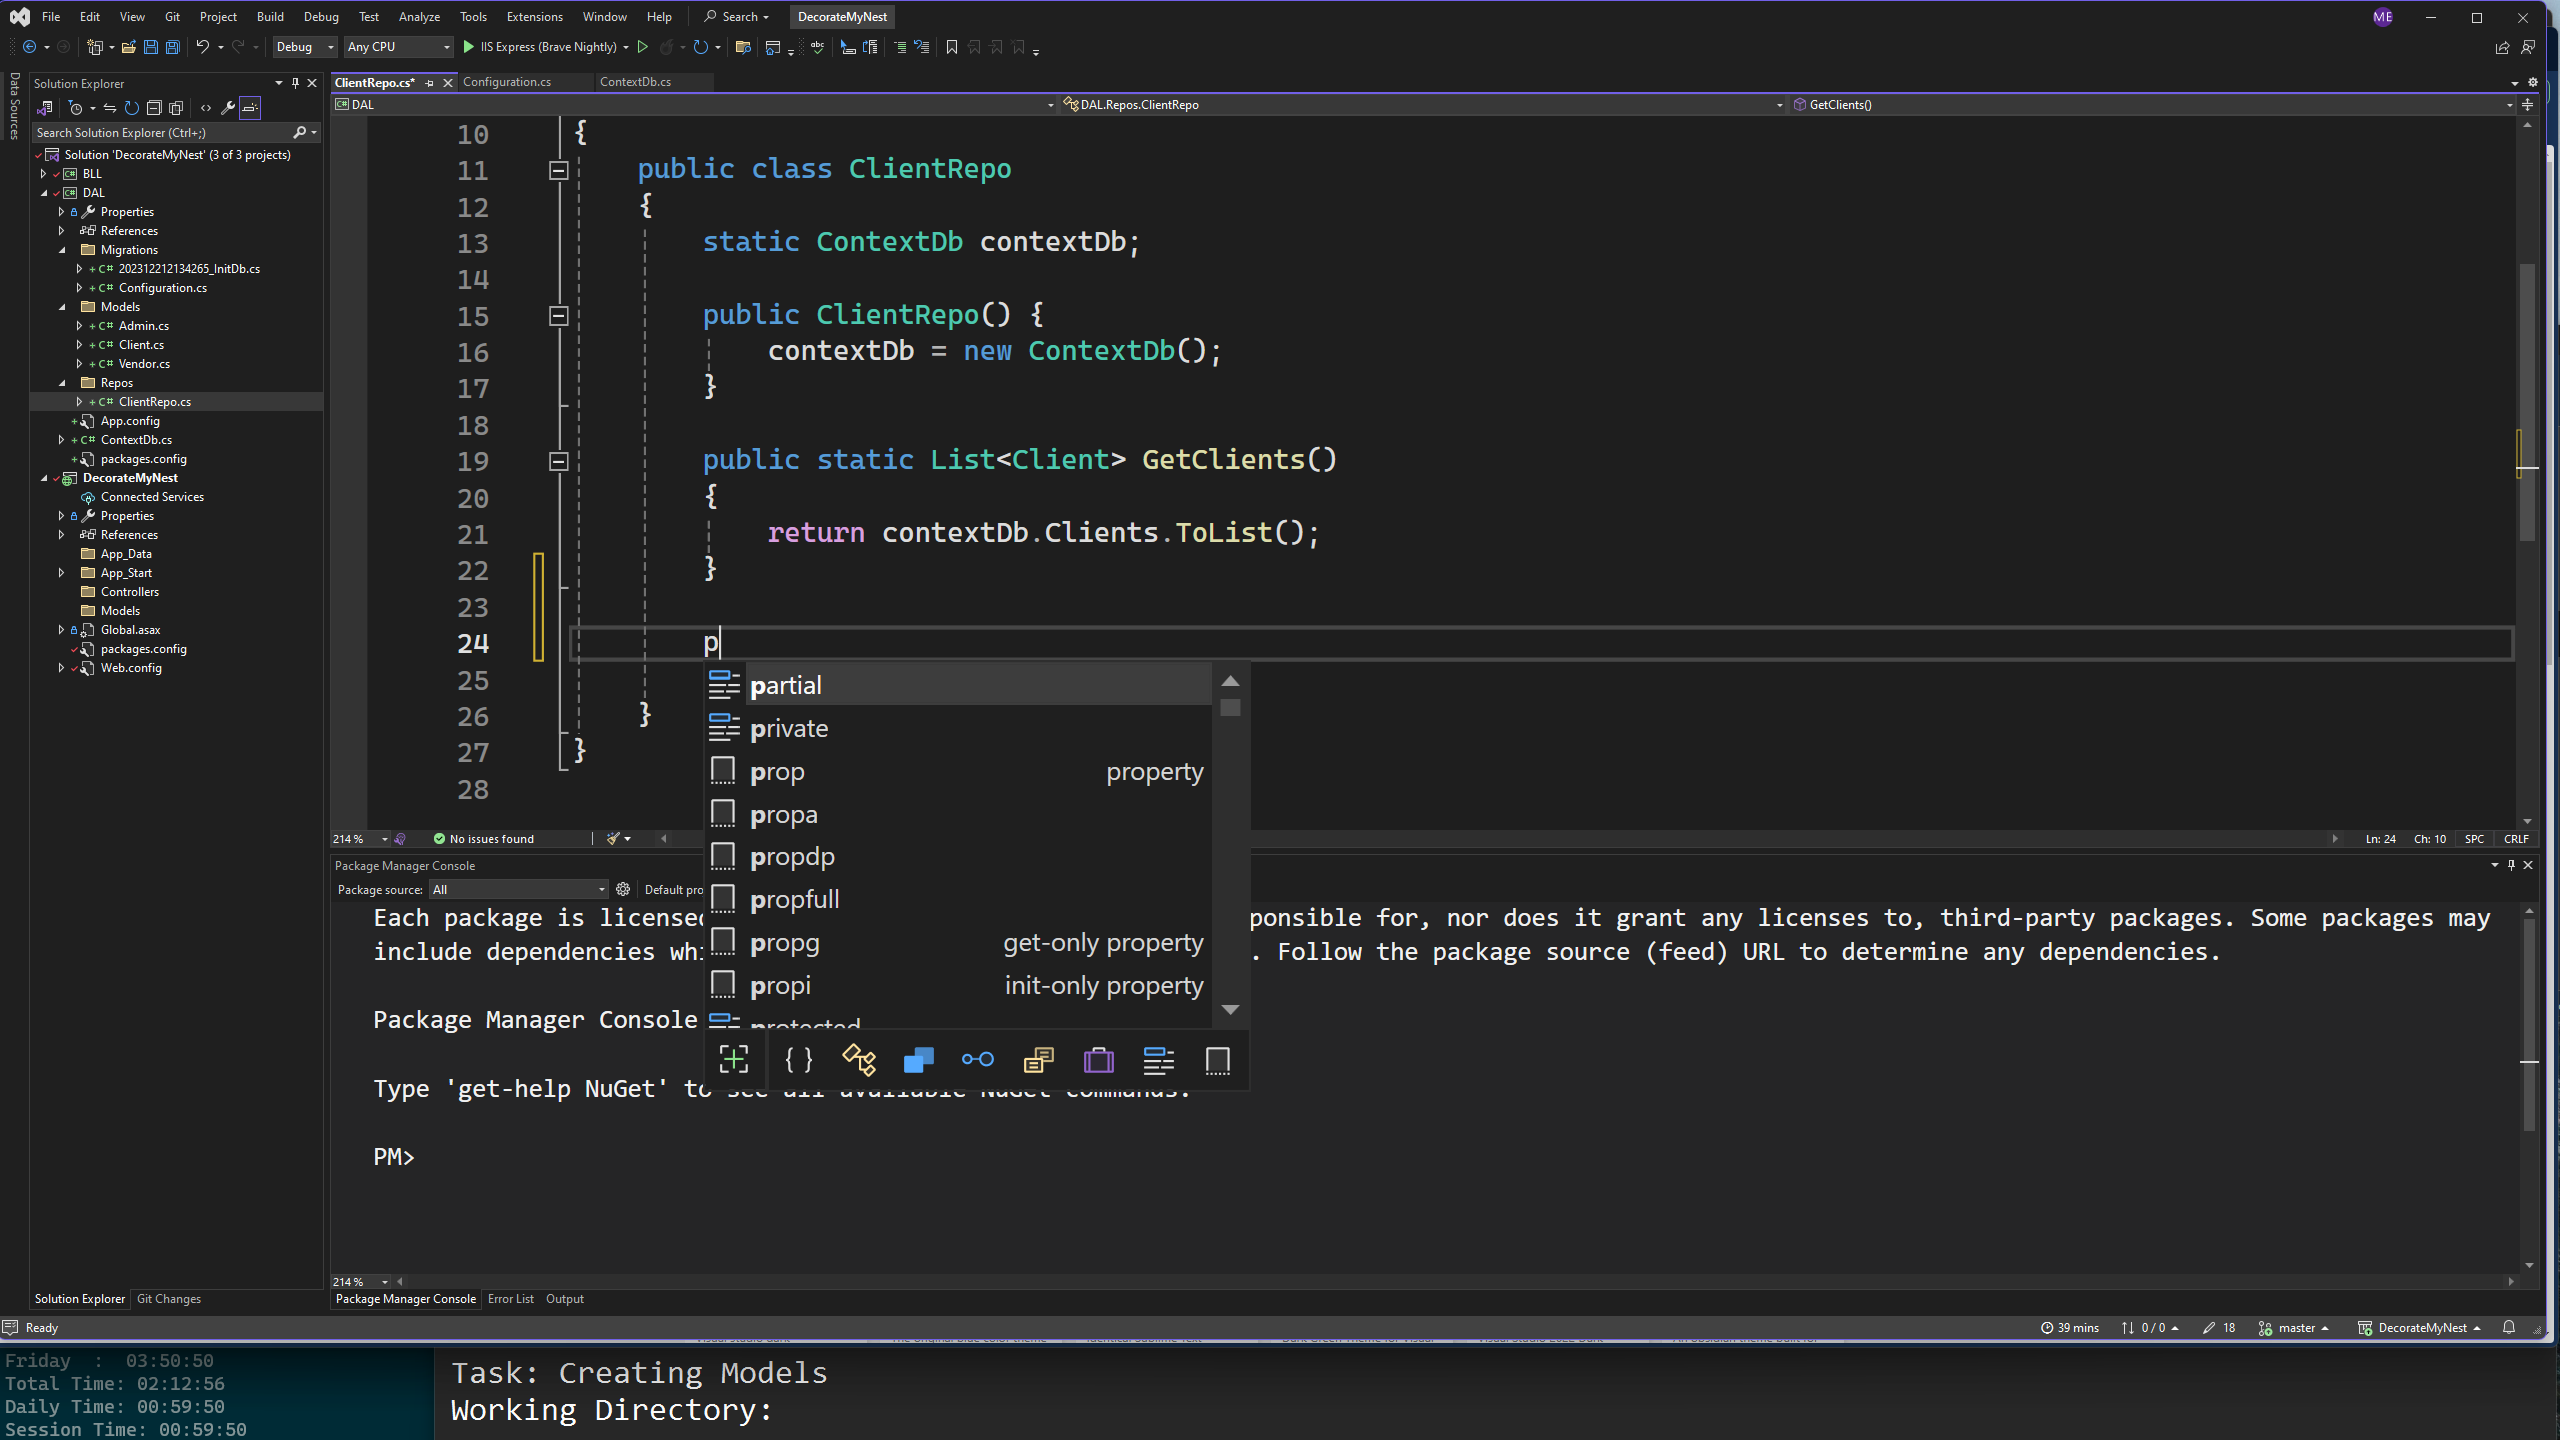 File Edit View Git Project Build Debug Test Analyze Tools Extensions Window Help Search DecorateMyNest ME
Debug Any CPU IIS Express (Brave Nightly)
Data Sources
Solution Explorer
Search Solution Explorer (Ctrl+;)
Solution 'DecorateMyNest' (3 of 3 projects)
BLL
DAL
Properties
References
Migrations
C# 202312212134265_InitDb.cs
C# Configuration.cs
Models
C# Admin.cs
C# Client.cs
C# Vendor.cs
Repos
C# ClientRepo.cs
App.config
C# ContextDb.cs
packages.config
DecorateMyNest
Connected Services
Properties
References
App_Data
App_Start
Controllers
Models
Global.asax
packages.config
Web.config
Solution Explorer Git Changes
ClientRepo.cs* Configuration.cs ContextDb.cs
C# DAL DAL.Repos.ClientRepo GetClients()
10 {
11 public class ClientRepo
12 {
13 static ContextDb contextDb;
14
15 public ClientRepo() {
16 contextDb = new ContextDb();
17 }
18
19 public static List<Client> GetClients()
20 {
21 return contextDb.Clients.ToList();
22 }
23
24 p
25
26 }
27 }
28
partial
private
prop property
propa
propdp
propfull
propg get-only property
propi init-only property
protected
214 % No issues found Ln: 24 Ch: 10 SPC CRLF
Package Manager Console
Package source: All Default pro
Each package is licensed ponsible for, nor does it grant any licenses to, third-party packages. Some packages may
include dependencies whi . Follow the package source (feed) URL to determine any dependencies.
Package Manager Console
Type 'get-help NuGet' to see all available NuGet commands.
PM>
214 %
Package Manager Console Error List Output
Ready 39 mins 0 / 0 18 master DecorateMyNest
Friday : 03:50:50
Total Time: 02:12:56
Daily Time: 00:59:50
Session Time: 00:59:50
Task: Creating Models
Working Directory: